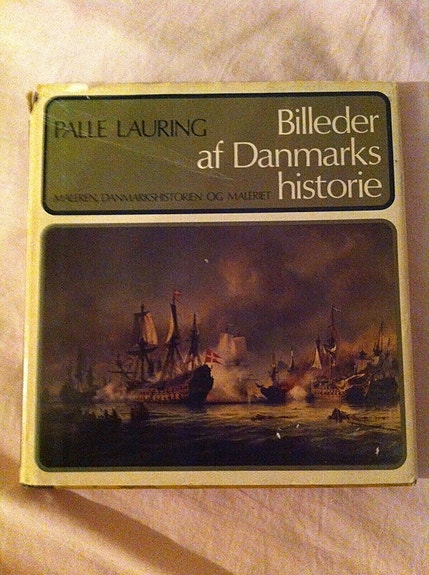 PALLE LAURING
Billeder
af Danmarks
historie
MALEREN, DANMARKSHISTORIEN OG MALERIET